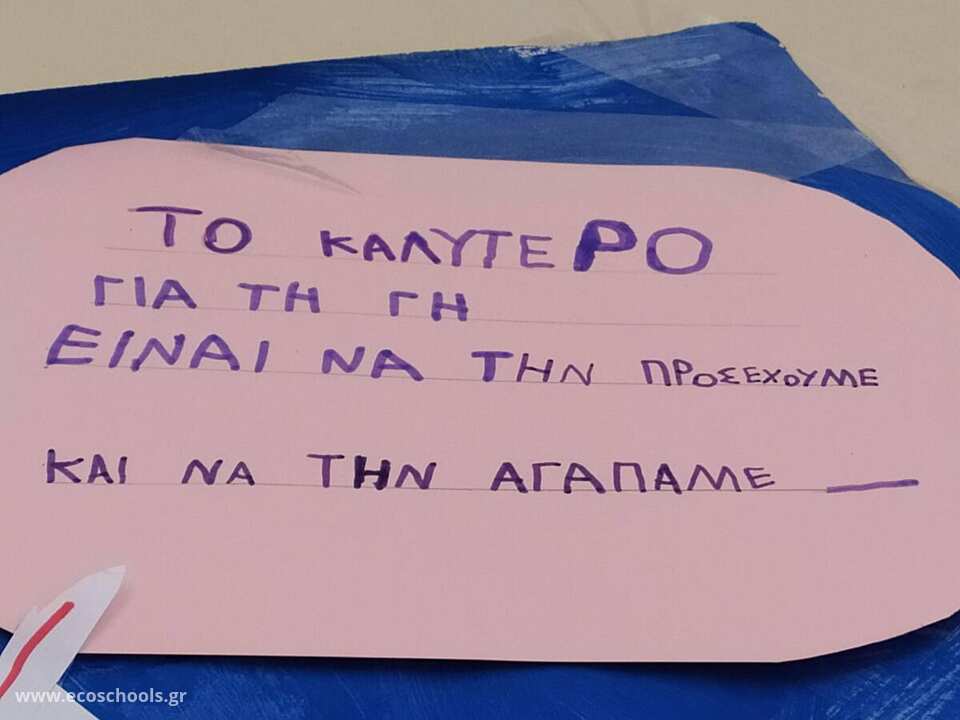 ΤΟ ΚΑΛΥΤΕΡΟ
ΓΙΑ ΤΗ ΓΗ
ΕΙΝΑΙ ΝΑ ΤΗΝ ΠΡΟΣΕΧΟΥΜΕ
ΚΑΙ ΝΑ ΤΗΝ ΑΓΑΠΑΜΕ
www.ecoschools.gr